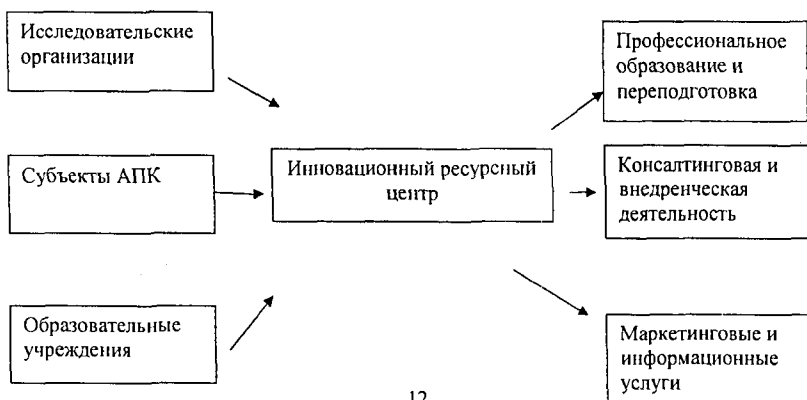 Исследовательские
организации
Субъекты АПК
Образовательные
учреждения
Инновационный ресурсный
центр
Профессиональное
образование и
переподготовка
Консалтинговая и
внедренческая
деятельность
Маркетинговые и
информационные
услуги
12